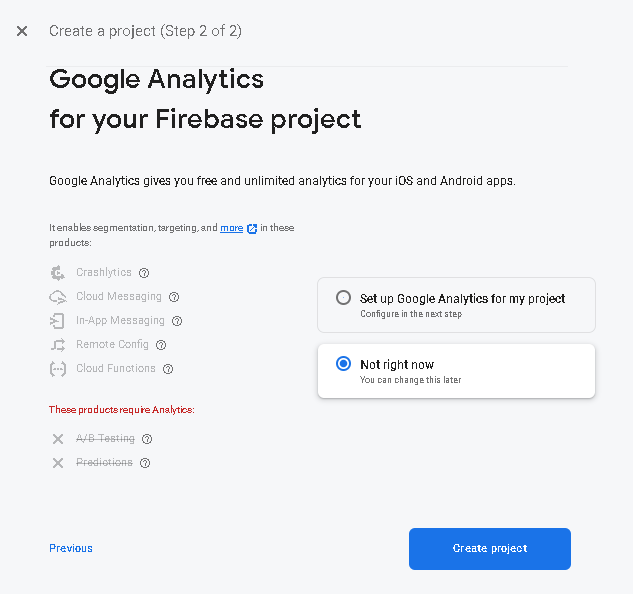 Create a project (Step 2 of 2)
Google Analytics
for your Firebase project
Google Analytics gives you free and unlimited analytics for your iOS and Android apps.
It enables segmentation, targeting, and more in these
products:
Crashlytics
Cloud Messaging
In-App Messaging
Remote Config
Cloud Functions
These products require Analytics:
A/B Testing
Predictions
Set up Google Analytics for my project
Configure in the next step
Not right now
You can change this later
Previous
Create project